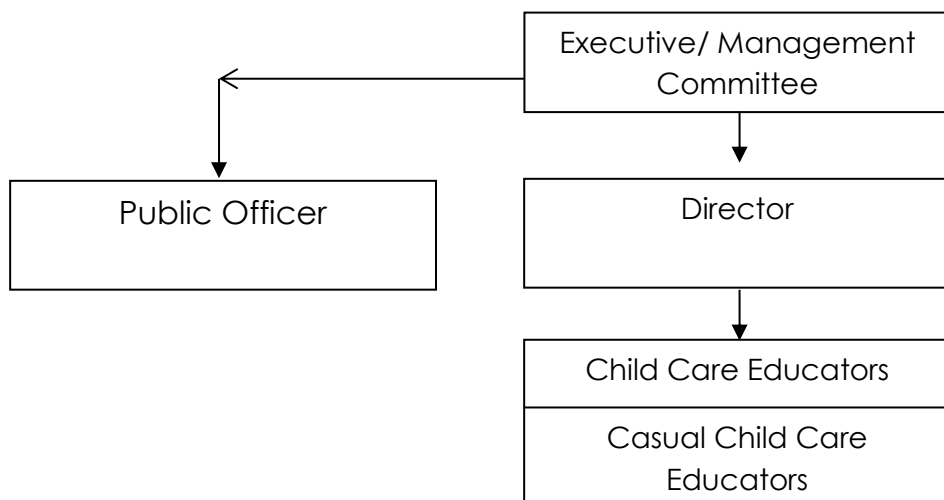 Executive/ Management
Committee
Public Officer
Director
Child Care Educators
Casual Child Care
Educators